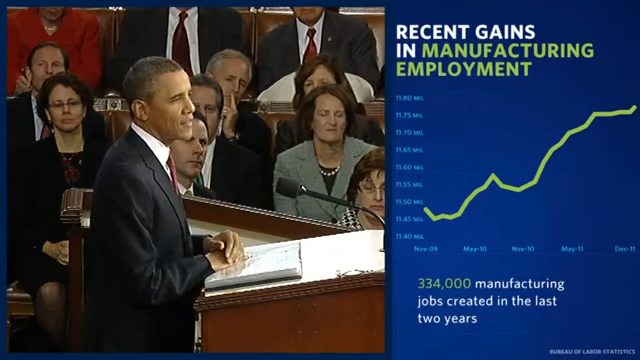 RECENT GAINS
IN MANUFACTURING
EMPLOYMENT
11.80 MIL
11.75 MIL
11.70 MIL
11.65 MIL
11.60 MIL
11.55 MIL
11.50 MIL
11.45 MIL
11.40 MIL
Nov-09 May-10 Nov-10 May-11 Dec-11
334,000 manufacturing
jobs created in the last
two years
BUREAU OF LABOR STATISTICS